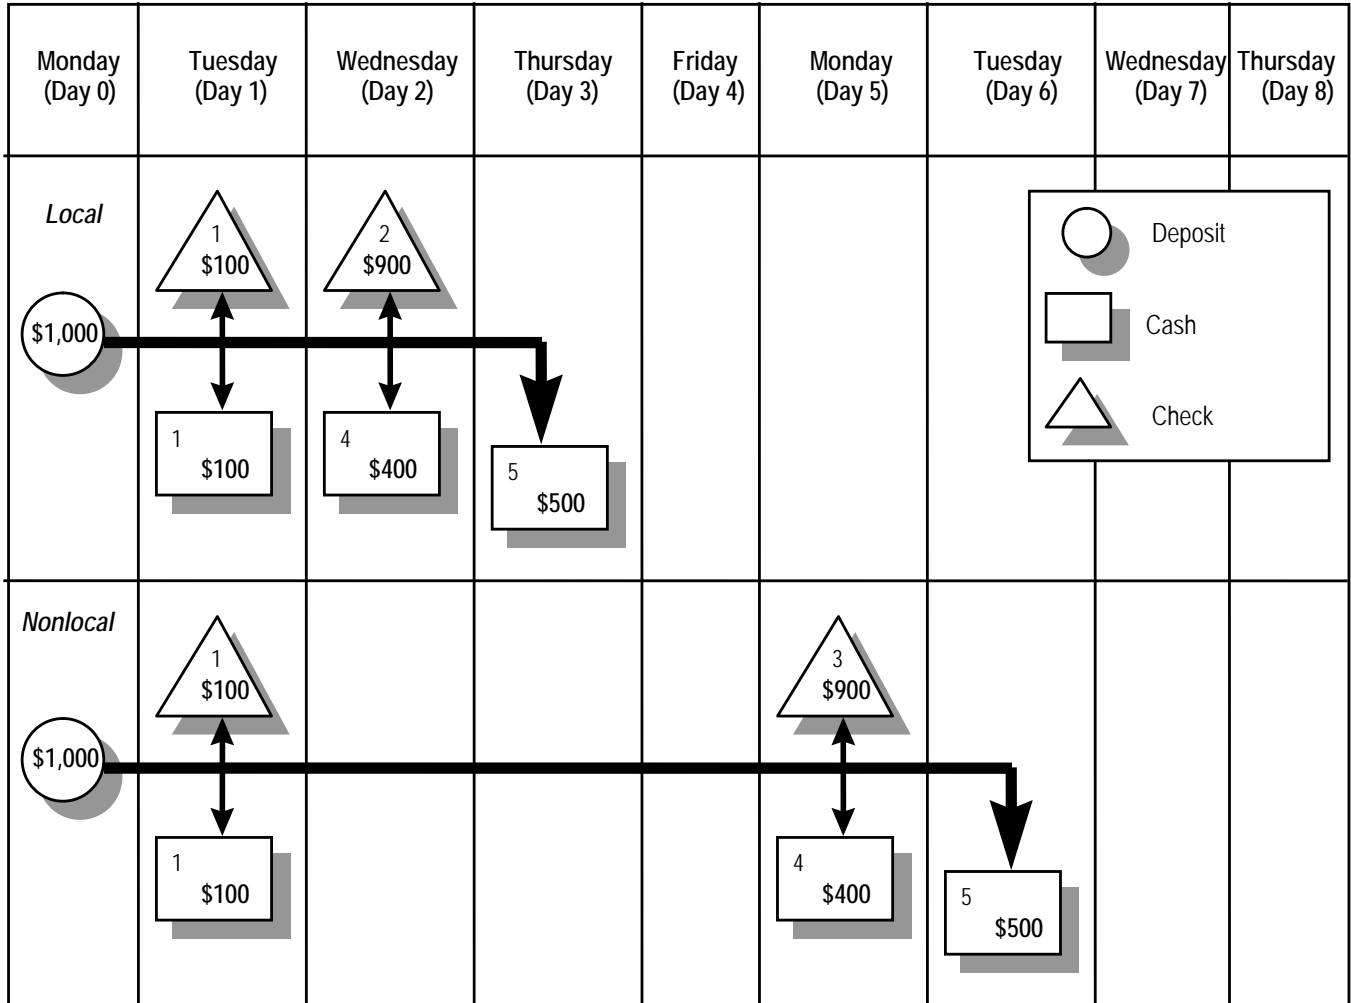 Monday
(Day 0)
Tuesday
(Day 1)
Wednesday
(Day 2)
Thursday
(Day 3)
Friday
(Day 4)
Monday
(Day 5)
Tuesday
(Day 6)
Wednesday
(Day 7)
Thursday
(Day 8)
Local
$1,000
1
$100
2
$900
1
$100
4
$400
5
$500
Deposit
Cash
Check
Nonlocal
$1,000
1
$100
3
$900
1
$100
4
$400
5
$500